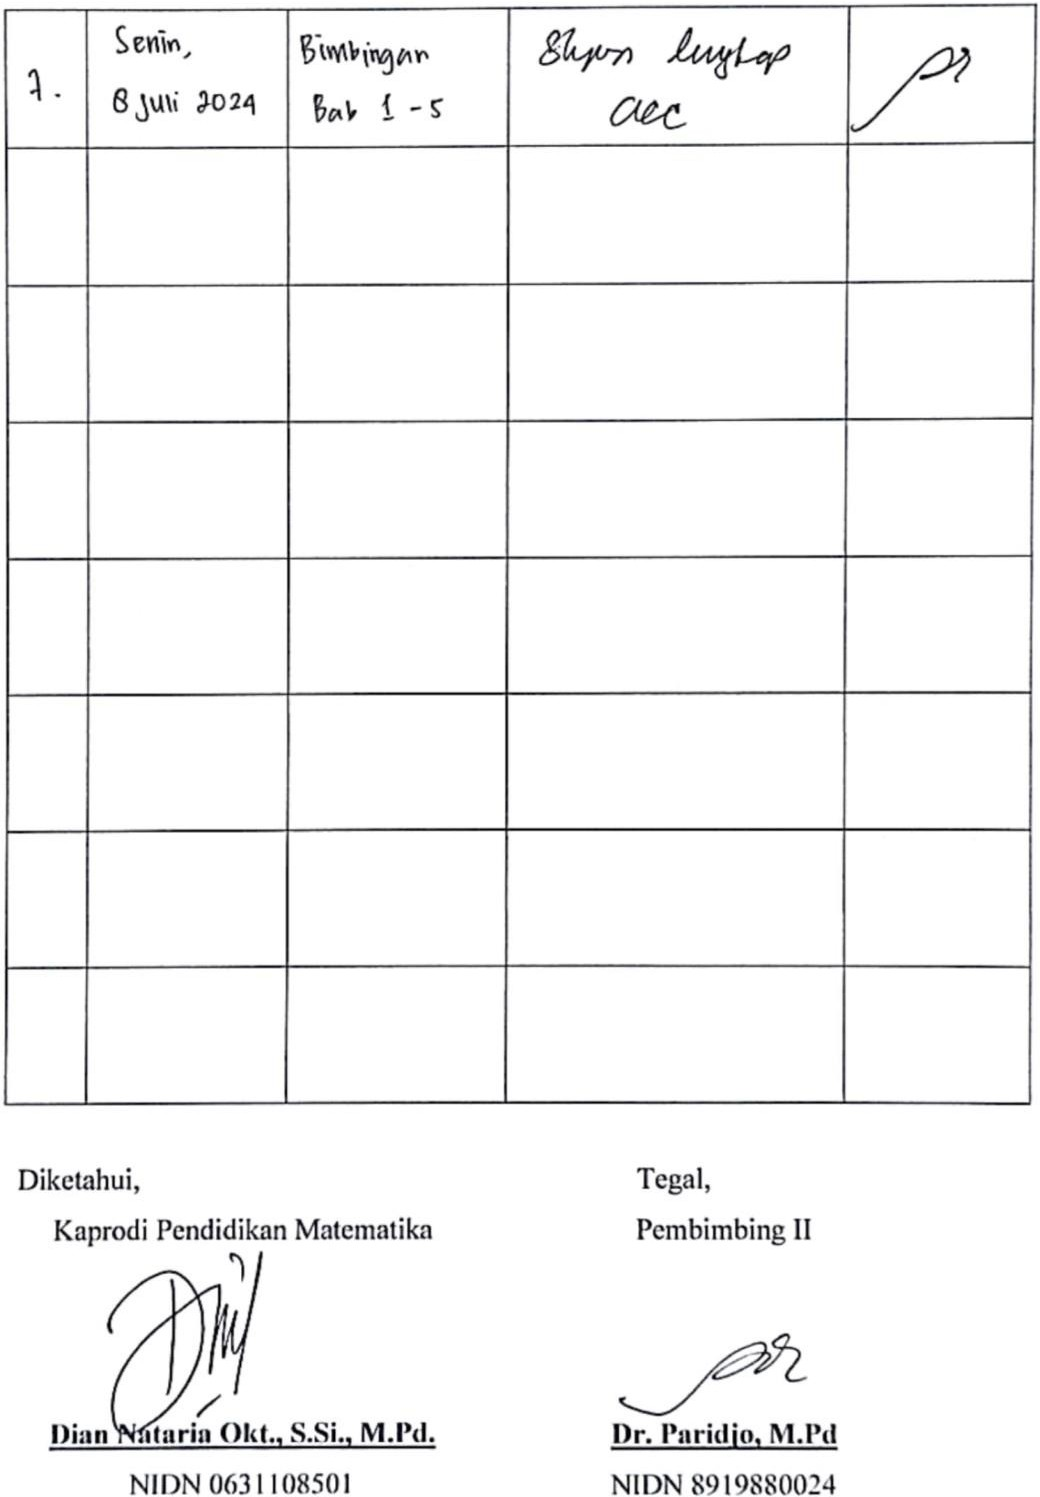 7.
Senin,
8 Juli 2024
Bimbingan
Bab 1 - 5
lengkap
acc
Diketahui,
Kaprodi Pendidikan Matematika
Dian Nataria Okt., S.Si., M.Pd.
NIDN 0631108501
Tegal,
Pembimbing II
Dr. Paridjo, M.Pd
NIDN 8919880024